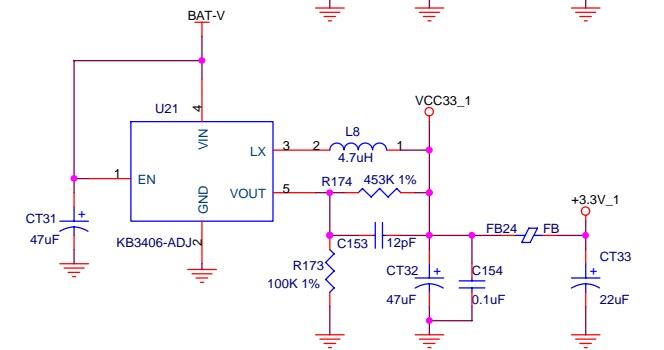 BAT-V
VCC33_1
U21
4
VIN
L8
LX
3
2
1
4.7uH
1
EN
VOUT
5
R174
453K 1%
GND
+3.3V_1
CT31
+
47uF
KB3406-ADJ
2
C153
12pF
FB24
FB
R173
100K 1%
CT32
+
C154
CT33
+
47uF
0.1uF
22uF